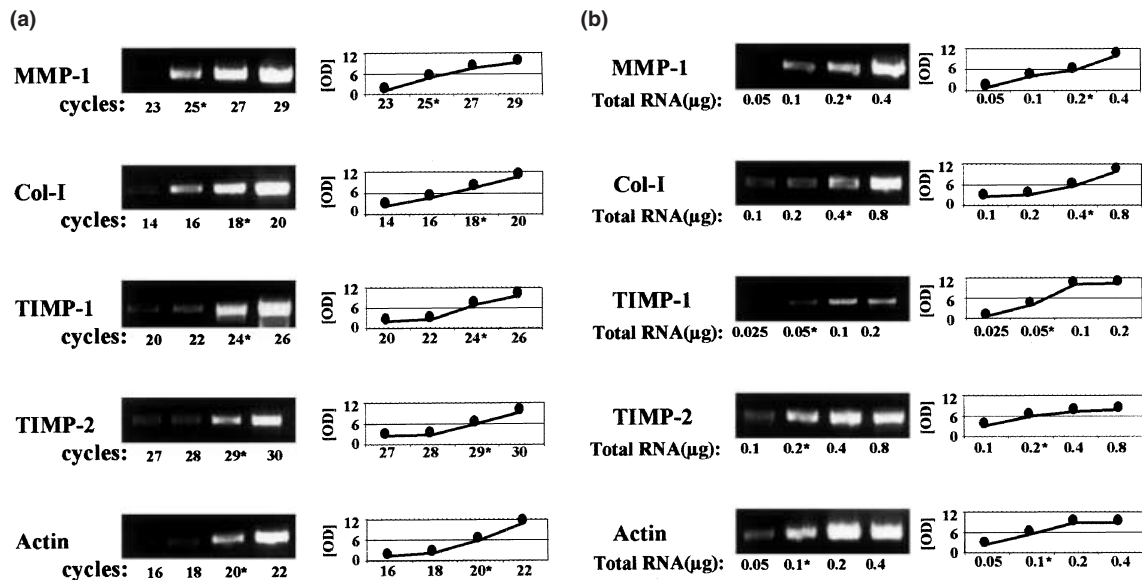 (a)
MMP-1
cycles: 23 25* 27 29
[OD] 12 6 0
23 25* 27 29
Col-I
cycles: 14 16 18* 20
[OD] 12 6 0
14 16 18* 20
TIMP-1
cycles: 20 22 24* 26
[OD] 12 6 0
20 22 24* 26
TIMP-2
cycles: 27 28 29* 30
[OD] 12 6 0
27 28 29* 30
Actin
cycles: 16 18 20* 22
[OD] 12 6 0
16 18 20* 22
(b)
MMP-1
Total RNA(µg): 0.05 0.1 0.2* 0.4
[OD] 12 6 0
0.05 0.1 0.2* 0.4
Col-I
Total RNA(µg): 0.1 0.2 0.4* 0.8
[OD] 12 6 0
0.1 0.2 0.4* 0.8
TIMP-1
Total RNA(µg): 0.025 0.05* 0.1 0.2
[OD] 12 6 0
0.025 0.05* 0.1 0.2
TIMP-2
Total RNA(µg): 0.1 0.2* 0.4 0.8
[OD] 12 6 0
0.1 0.2* 0.4 0.8
Actin
Total RNA(µg): 0.05 0.1* 0.2 0.4
[OD] 12 6 0
0.05 0.1* 0.2 0.4